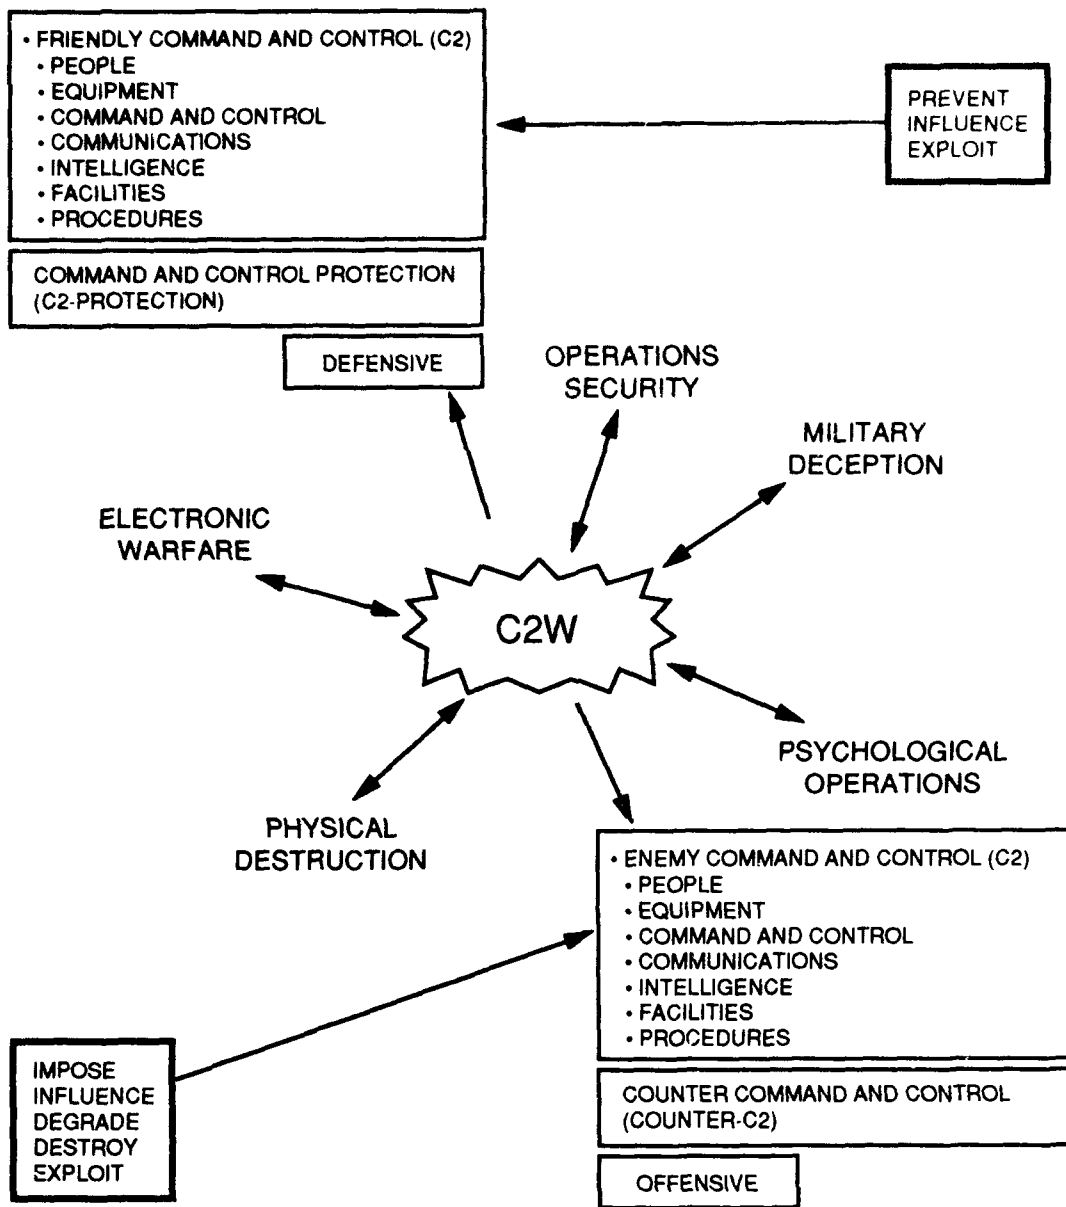 • FRIENDLY COMMAND AND CONTROL (C2)
• PEOPLE
• EQUIPMENT
• COMMAND AND CONTROL
• COMMUNICATIONS
• INTELLIGENCE
• FACILITIES
• PROCEDURES
PREVENT
INFLUENCE
EXPLOIT
COMMAND AND CONTROL PROTECTION
(C2-PROTECTION)
DEFENSIVE
OPERATIONS
SECURITY
MILITARY
DECEPTION
ELECTRONIC
WARFARE
C2W
PSYCHOLOGICAL
OPERATIONS
PHYSICAL
DESTRUCTION
• ENEMY COMMAND AND CONTROL (C2)
• PEOPLE
• EQUIPMENT
• COMMAND AND CONTROL
• COMMUNICATIONS
• INTELLIGENCE
• FACILITIES
• PROCEDURES
IMPOSE
INFLUENCE
DEGRADE
DESTROY
EXPLOIT
COUNTER COMMAND AND CONTROL
(COUNTER-C2)
OFFENSIVE